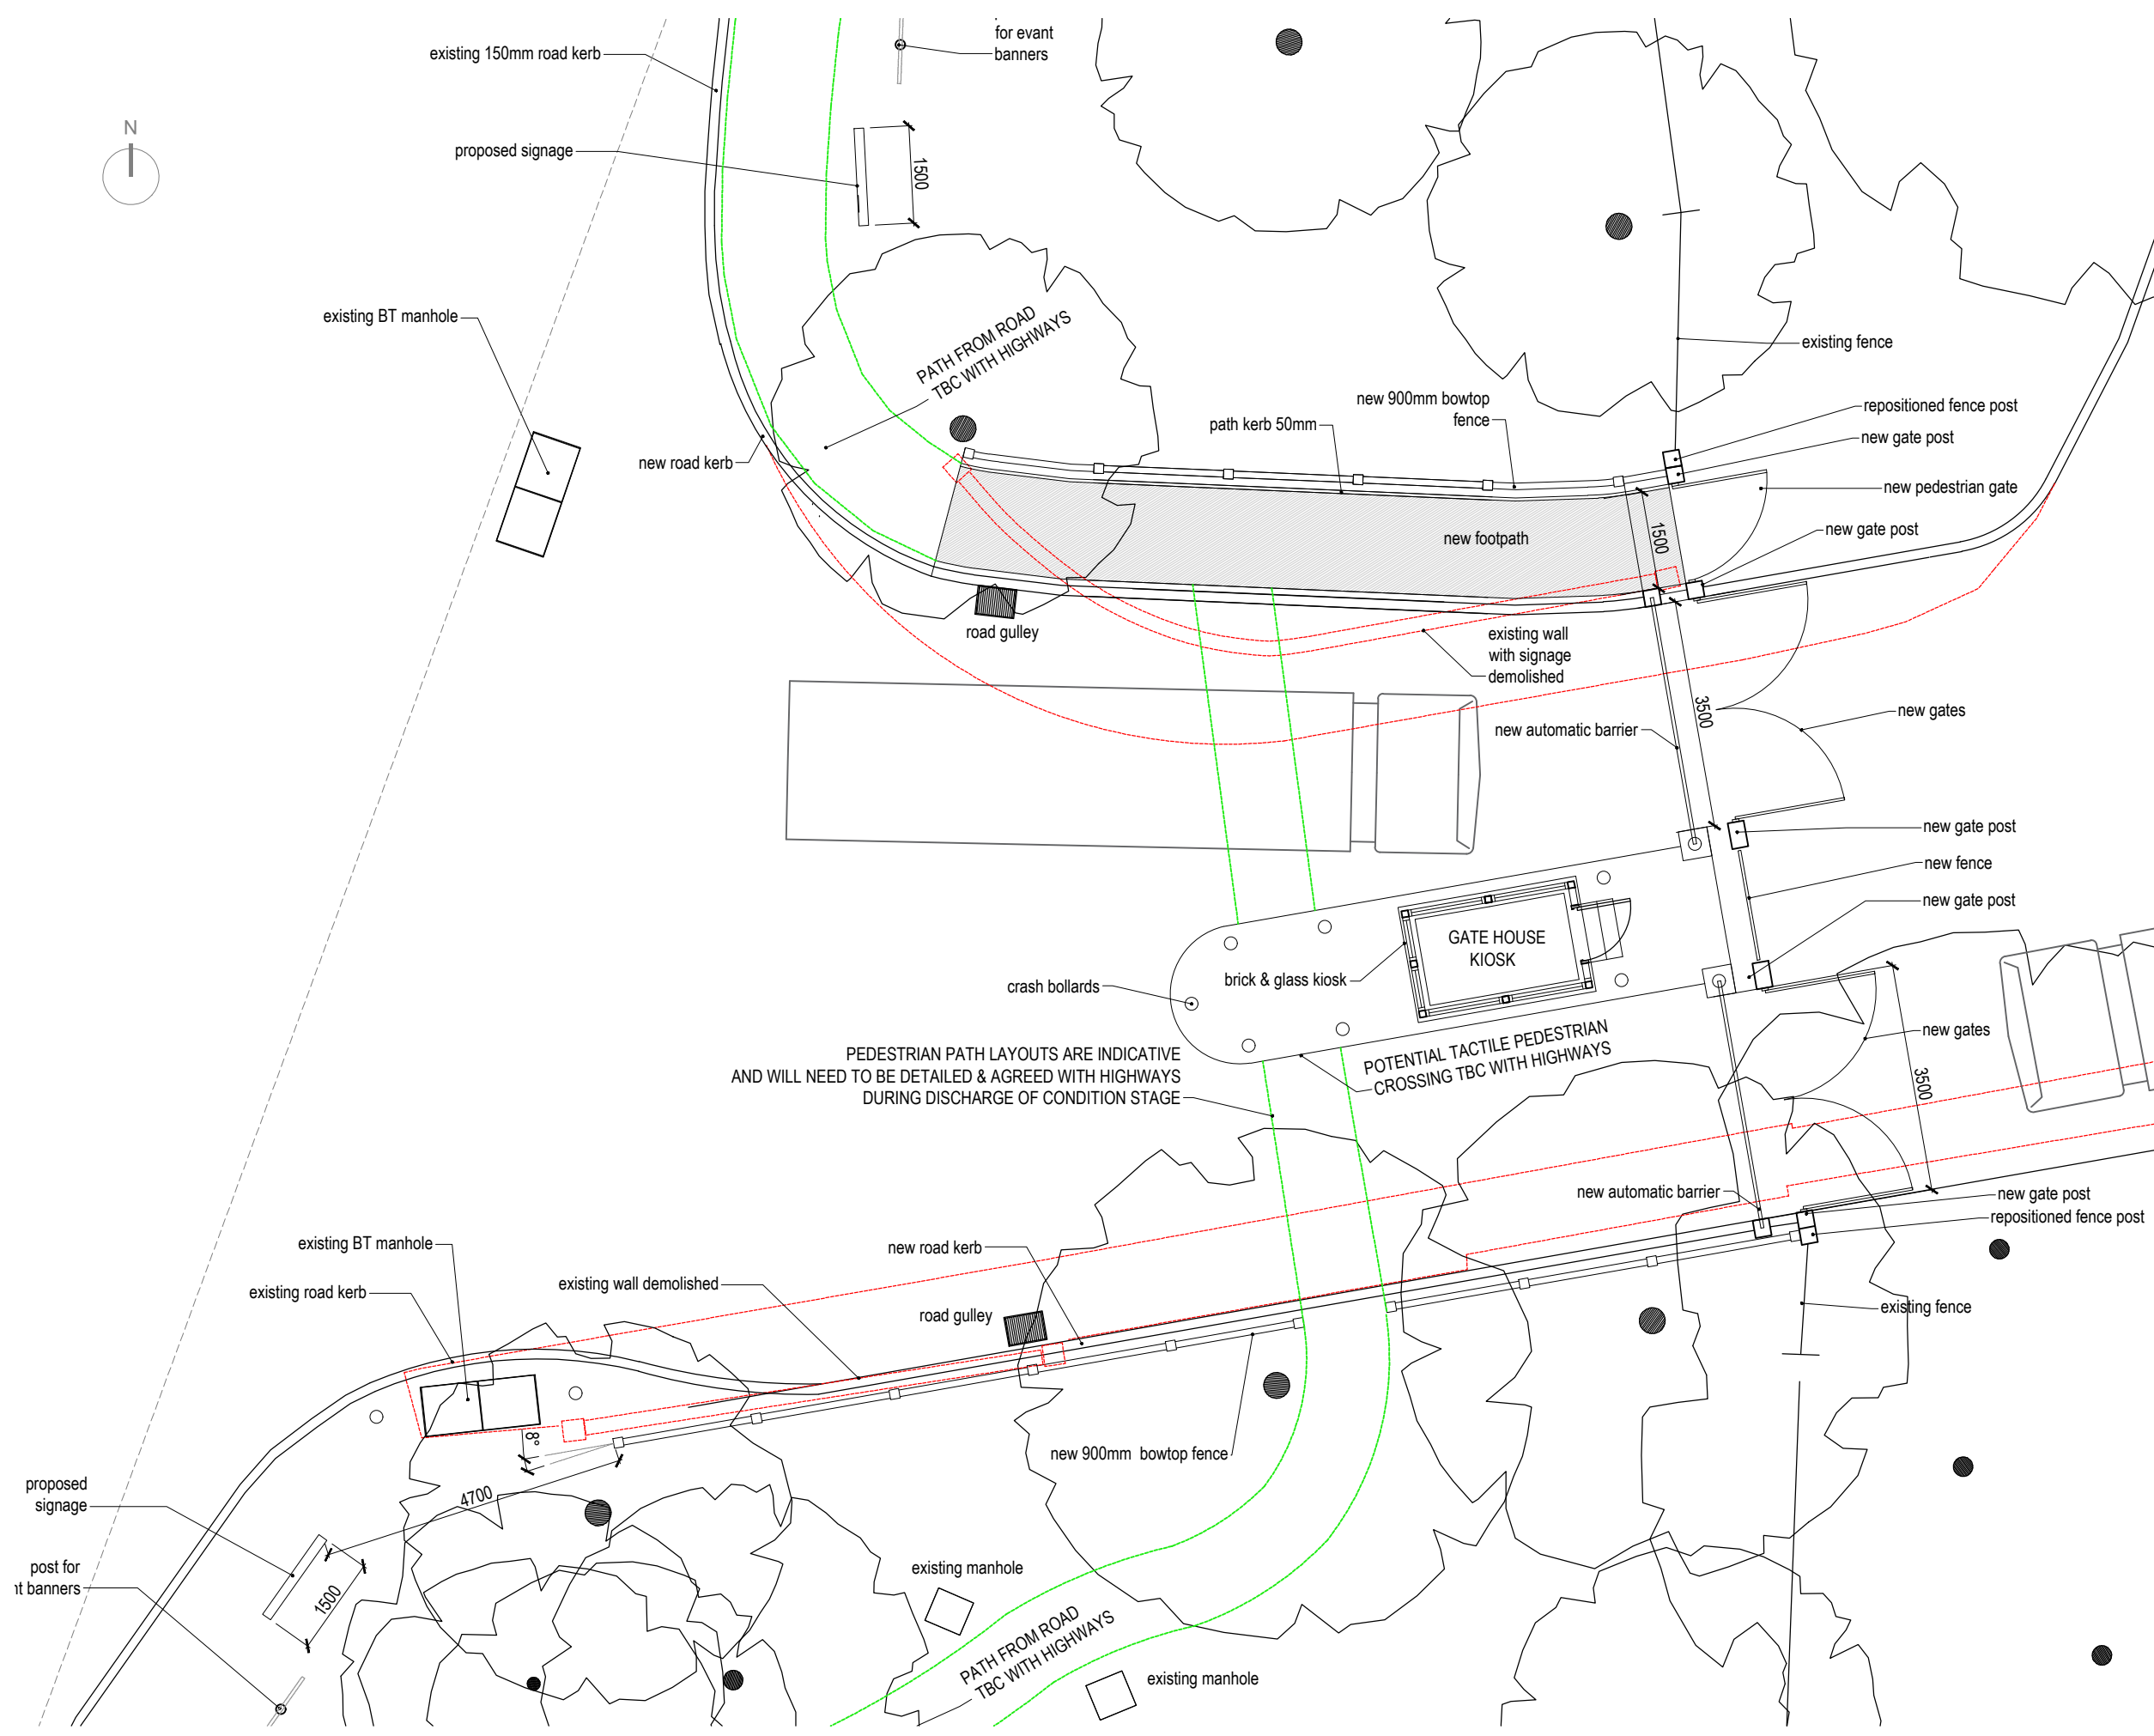 for evant
banners
existing 150mm road kerb
N
proposed signage
1500
existing BT manhole
PATH FROM ROAD
TBC WITH HIGHWAYS
existing fence
new 900mm bowtop
fence
repositioned fence post
path kerb 50mm
new gate post
new road kerb
new pedestrian gate
new footpath
1500
new gate post
road gulley
existing wall
with signage
demolished
3500
new gates
new automatic barrier
new gate post
new fence
new gate post
GATE HOUSE
KIOSK
brick & glass kiosk
crash bollards
new gates
POTENTIAL TACTILE PEDESTRIAN
CROSSING TBC WITH HIGHWAYS
PEDESTRIAN PATH LAYOUTS ARE INDICATIVE
AND WILL NEED TO BE DETAILED & AGREED WITH HIGHWAYS
DURING DISCHARGE OF CONDITION STAGE
3500
new automatic barrier
new gate post
repositioned fence post
existing BT manhole
new road kerb
existing wall demolished
existing road kerb
road gulley
existing fence
8°
new 900mm bowtop fence
4700
proposed
signage
post for
banners
1500
existing manhole
PATH FROM ROAD
TBC WITH HIGHWAYS
existing manhole